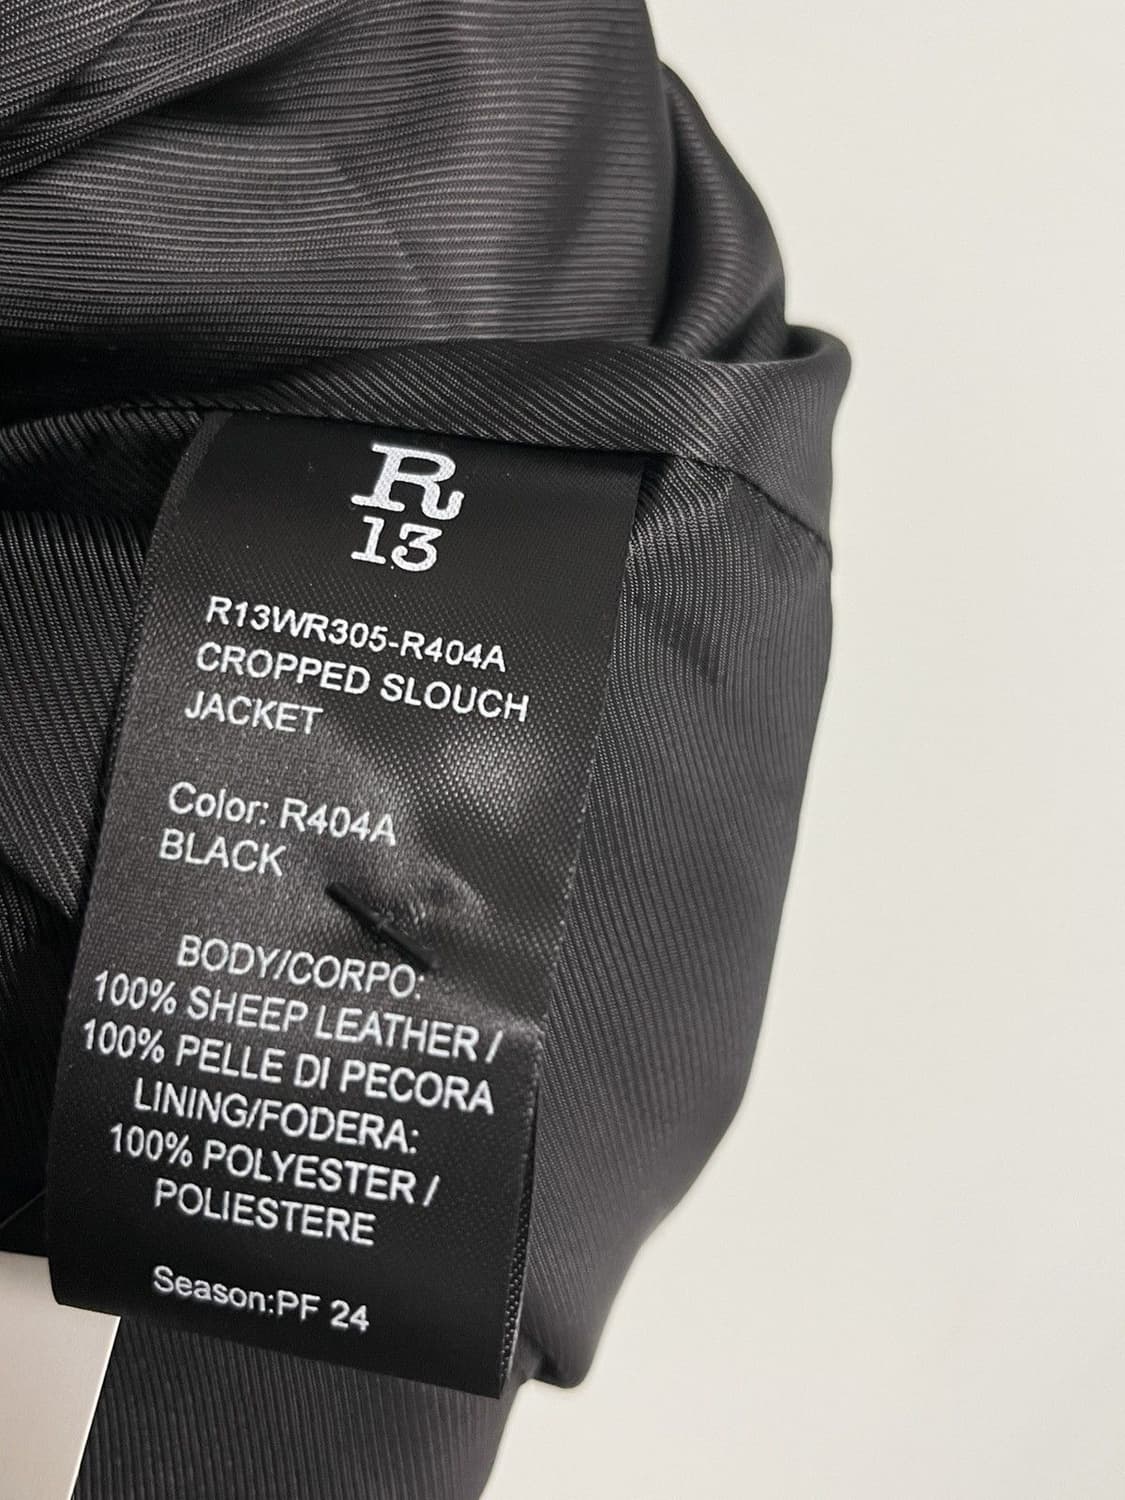 R
13
R13WR305-R404A
CROPPED SLOUCH
JACKET
Color: R404A
BLACK
BODY/CORPO:
100% SHEEP LEATHER /
100% PELLE DI PECORA
LINING/FODERA:
100% POLYESTER /
POLIESTERE
Season:PF 24